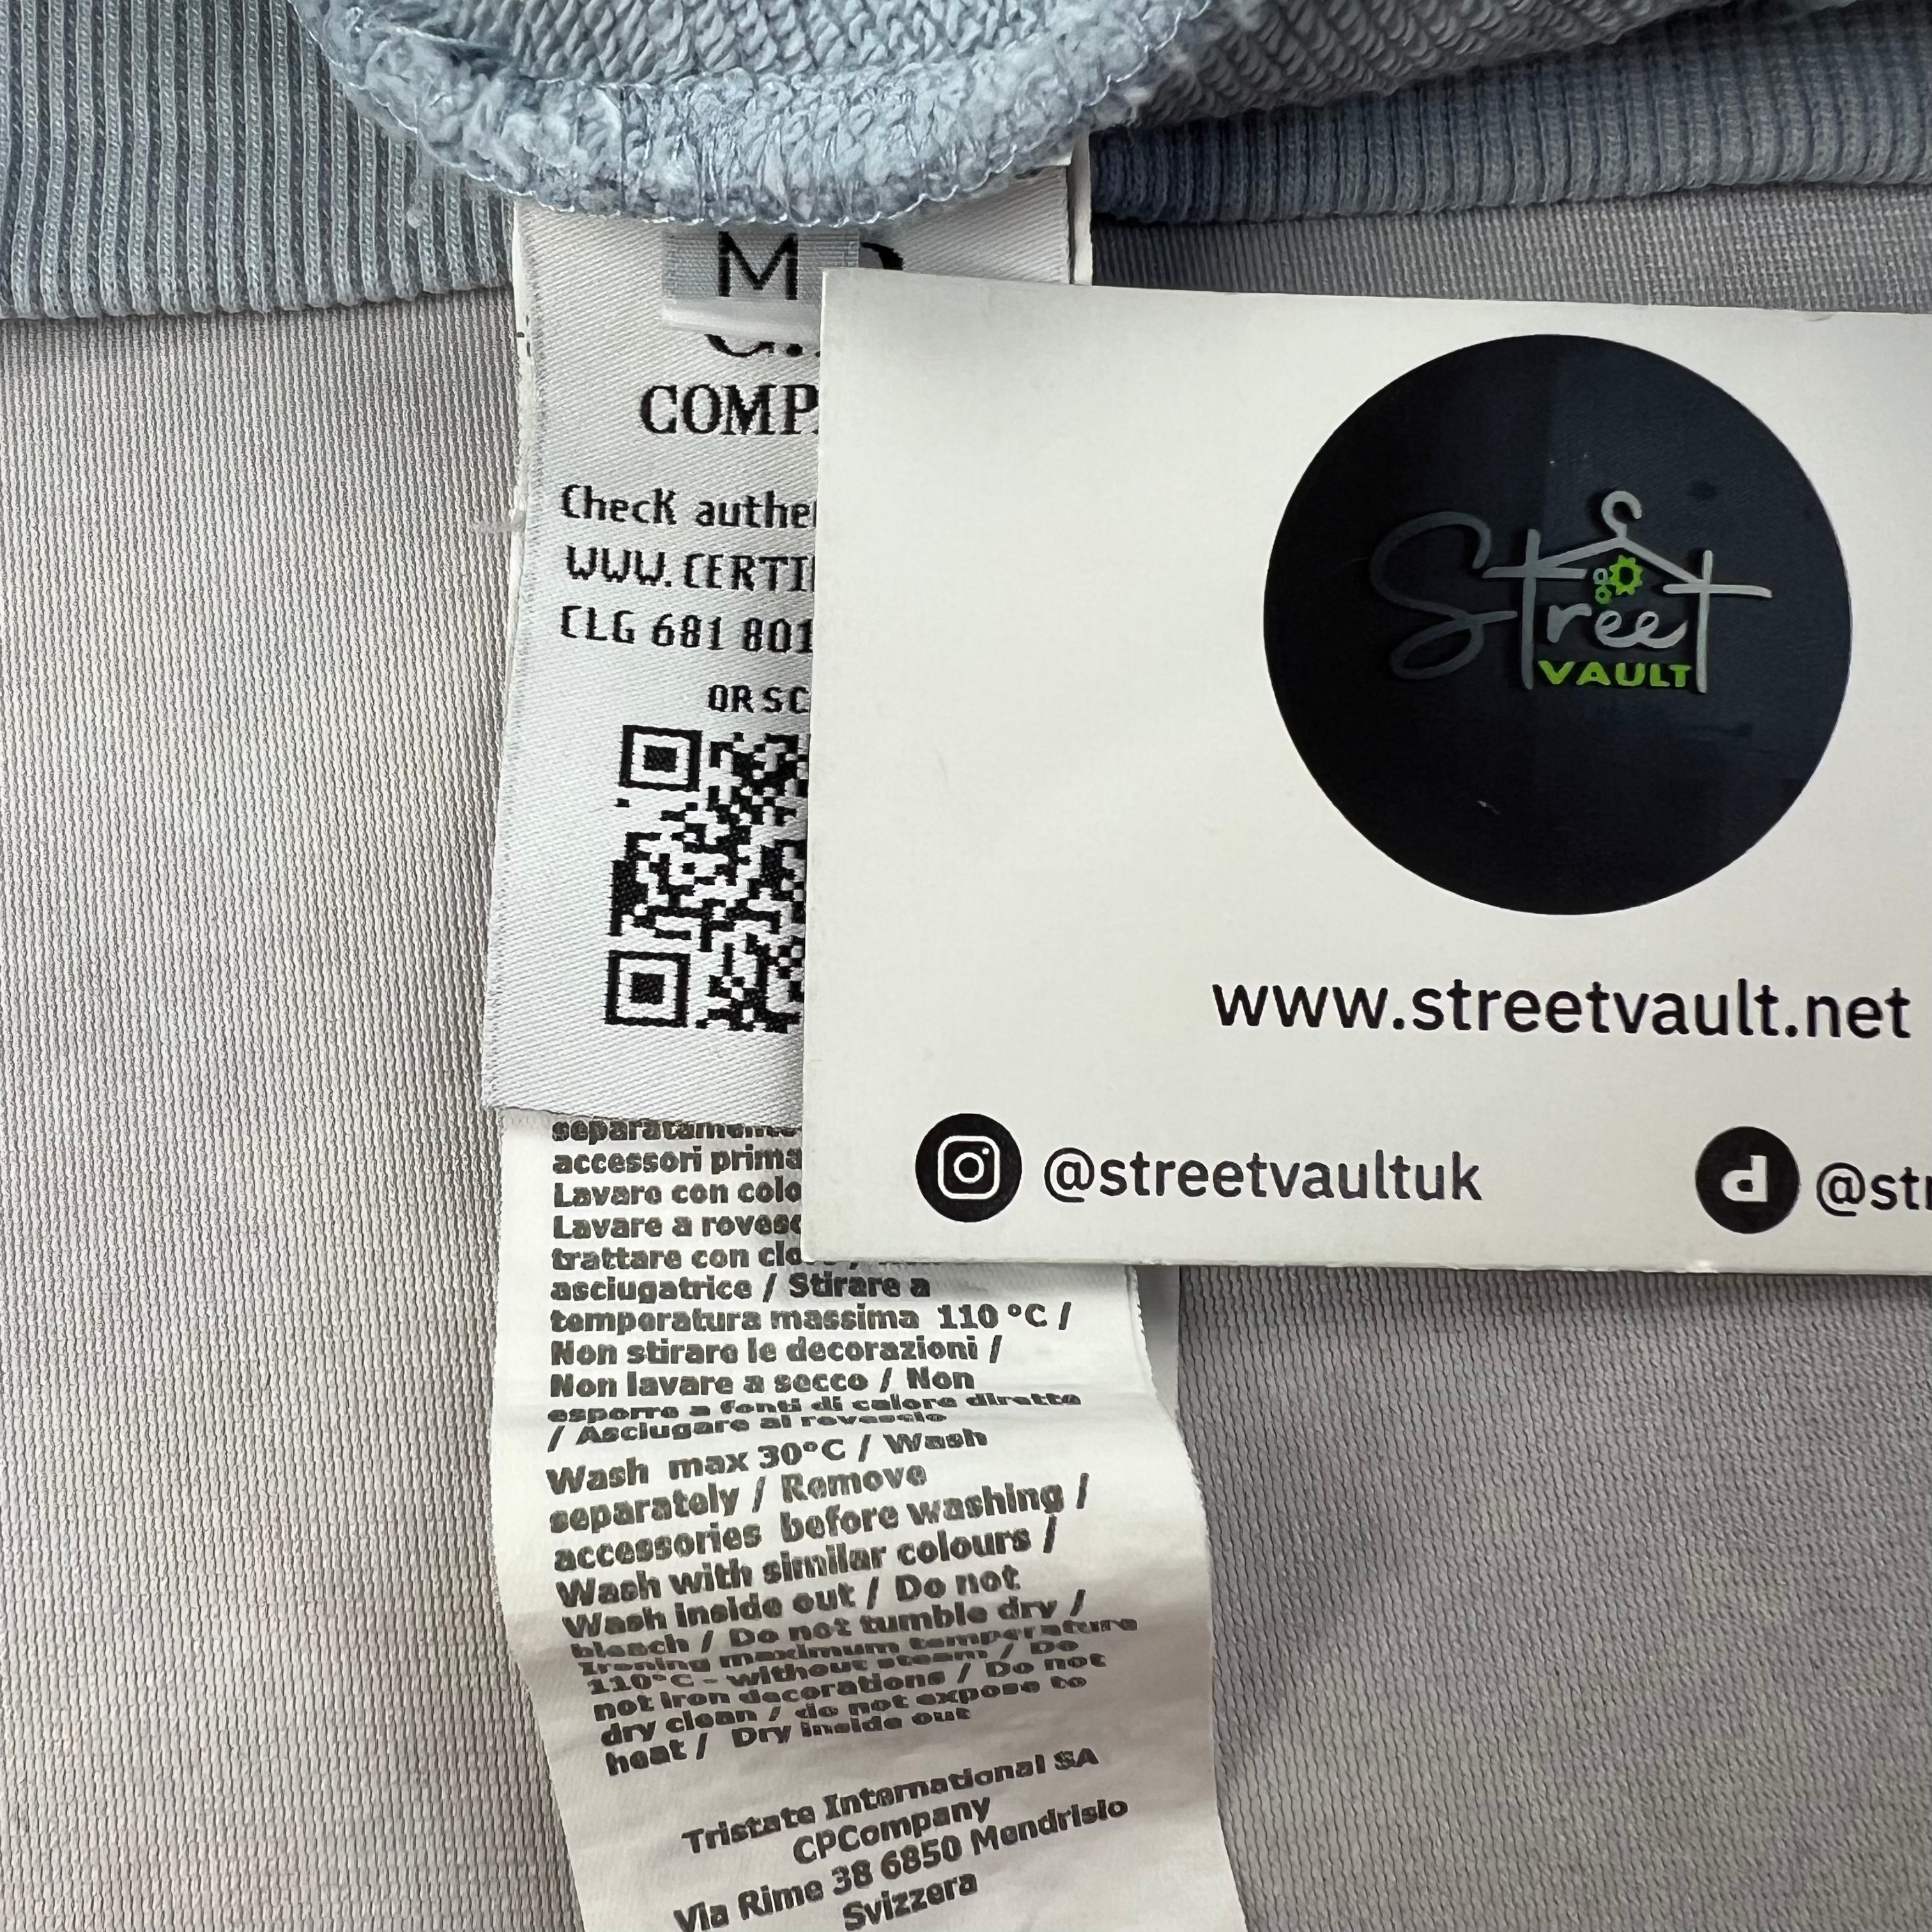 M
COMP
Check authe
WWW.CERTI
CLG 681 801
OR SC
Street
VAULT
www.streetvault.net
@streetvaultuk
@str
separatamente
accessori prima
Lavare con colo
Lavare a rovesc
trattare con clo
asciugatrice / Stirare a
temperatura massima 110 °C /
Non stirare le decorazioni /
Non lavare a secco / Non
esporre a fonti di calore dirette
/ Asciugare al rovescio
Wash max 30°C / Wash
separately / Remove
accessories before washing /
Wash with similar colours /
Wash inside out / Do not
bleach / Do not tumble dry /
Ironing maximum temperature
110°C - without steam / Do
not iron decorations / Do not
dry clean / do not expose to
heat / Dry inside out
Tristate International SA
CPCompany
Via Rime 38 6850 Mendrisio
Svizzera